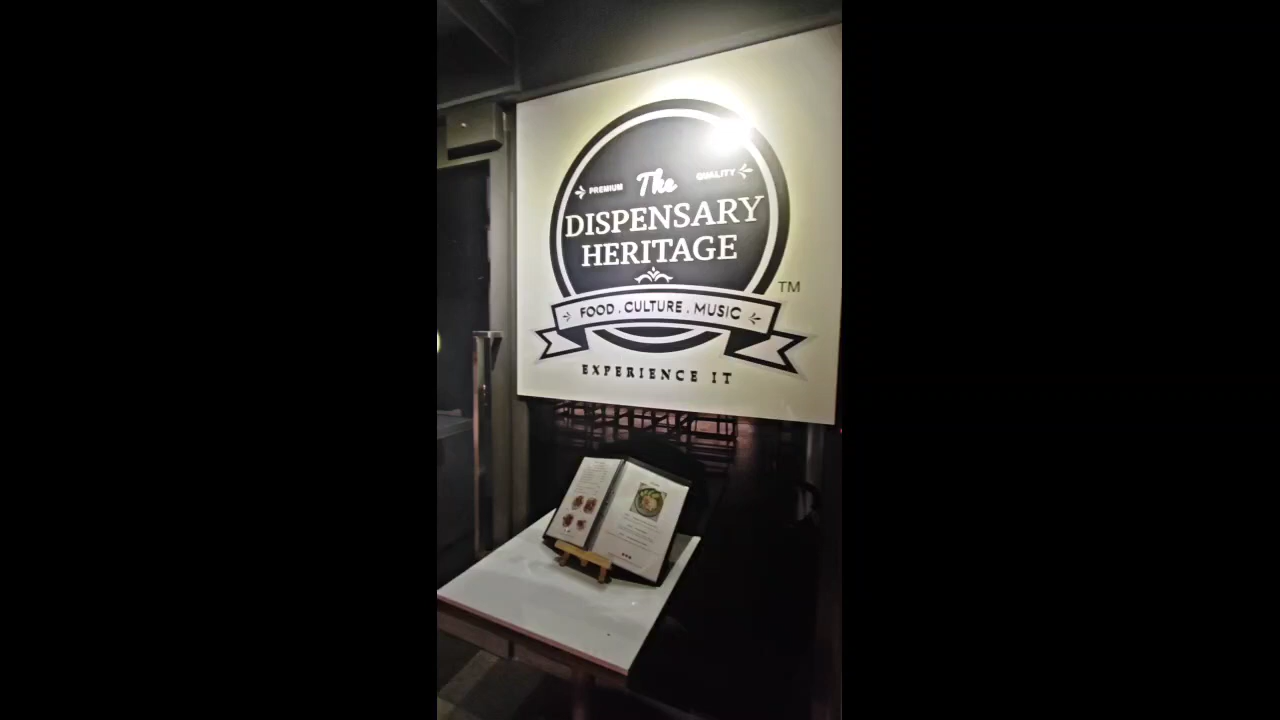 PREMIUM The QUALITY
DISPENSARY
HERITAGE
TM
FOOD . CULTURE . MUSIC
EXPERIENCE IT